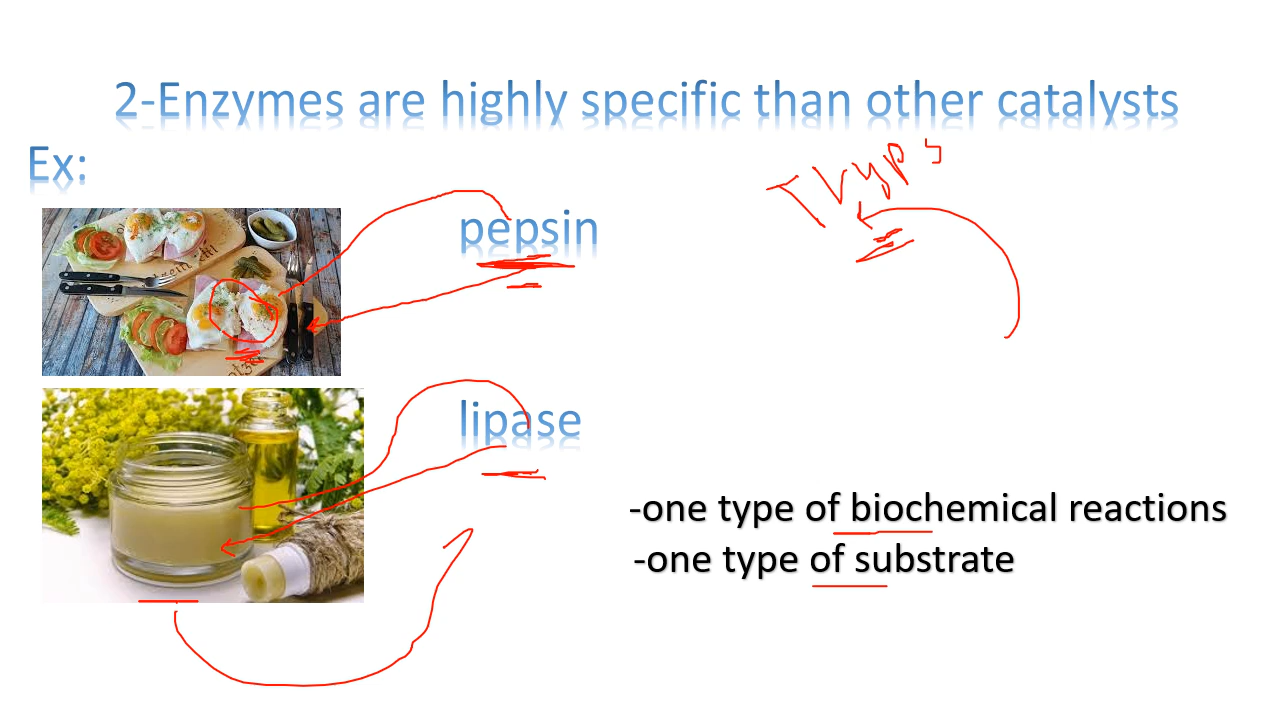 2-Enzymes are highly specific than other catalysts
Ex:
Tryps
pepsin
lipase
-one type of biochemical reactions
-one type of substrate